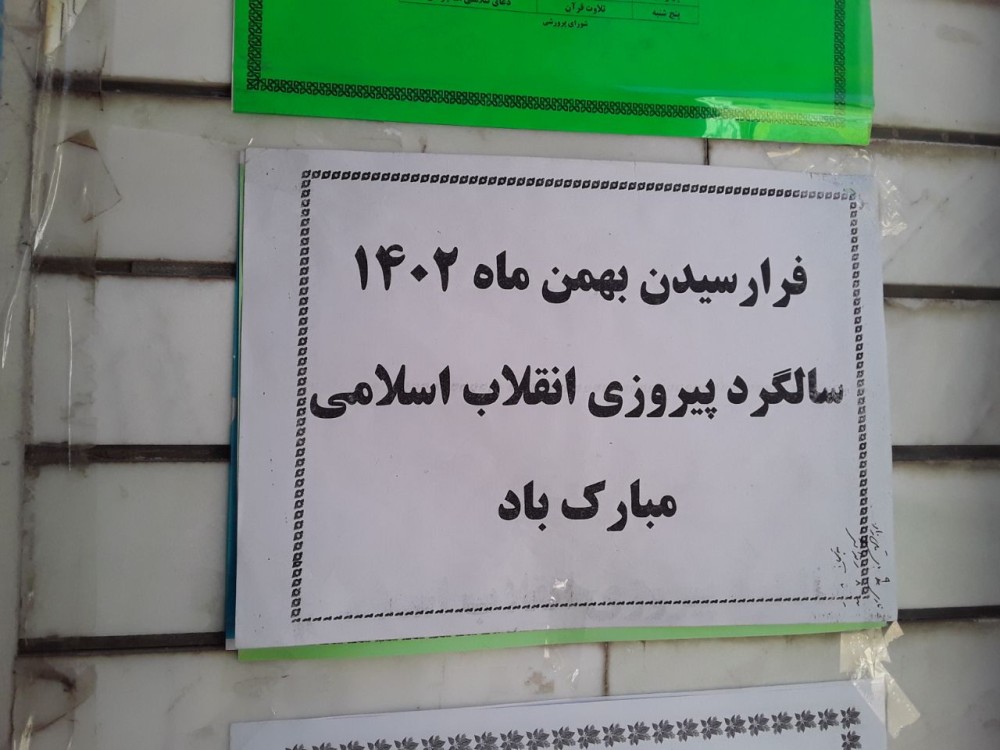 پنج شنبه
تلاوت قرآن
شورای پرورشی
فرارسیدن بهمن ماه ۱۴۰۲
سالگرد پیروزی انقلاب اسلامی
مبارک باد